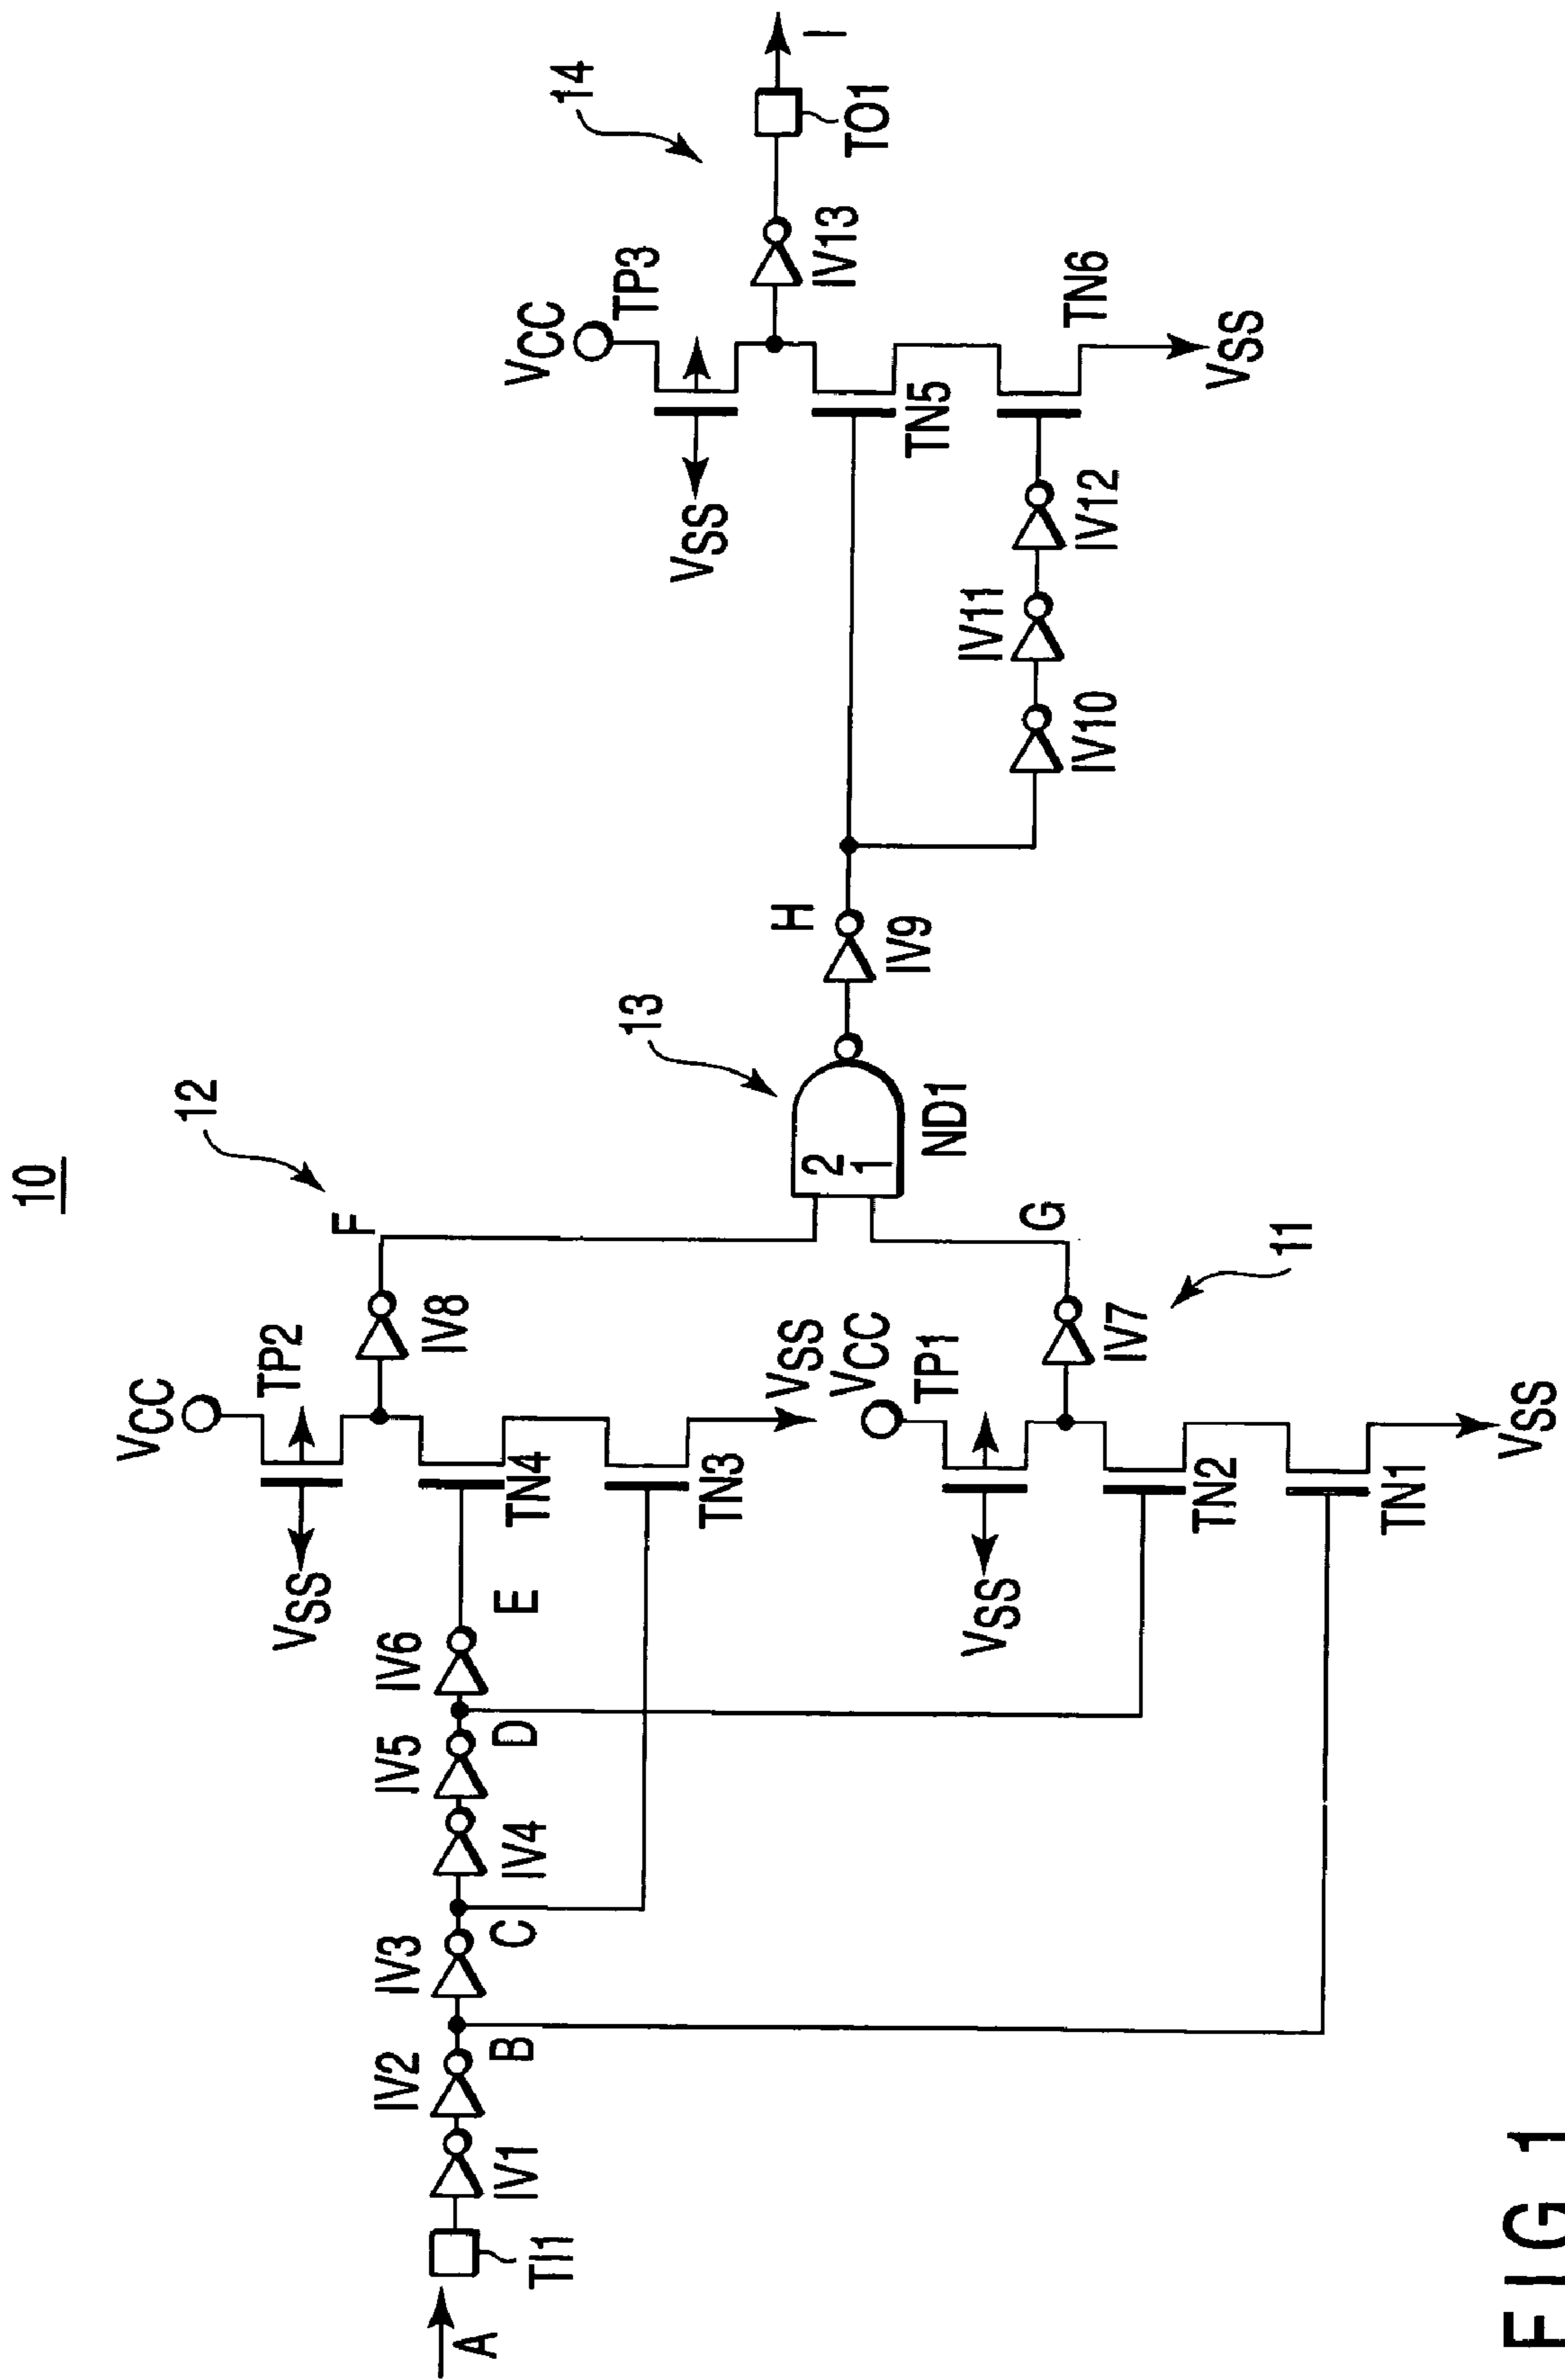 10
A
TI1
IV1
IV2
B
IV3
C
IV4
IV5
D
IV6
E
VSS
VCC
TP2
TN4
TN3
VSS
IV8
F
12
VSS
VCC
TP1
TN2
TN1
VSS
IV7
G
11
2
1
ND1
13
IV9
H
IV10
IV11
IV12
VSS
VCC
TP3
TN5
TN6
VSS
IV13
14
TO1
I
FIG 1